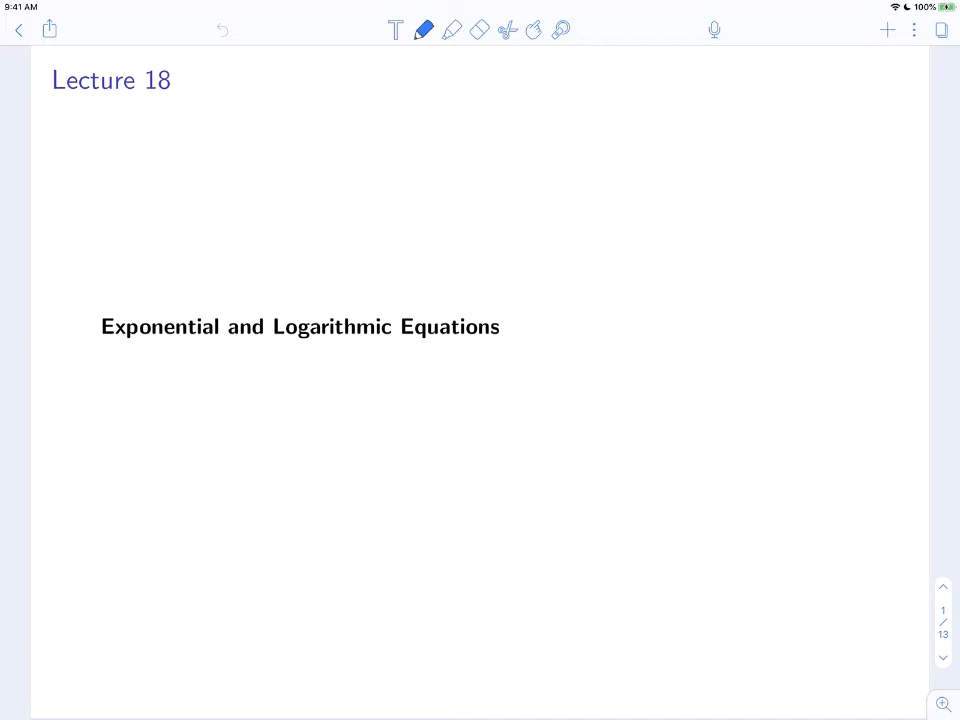 9:41 AM
100%
Lecture 18
Exponential and Logarithmic Equations
1
/
13